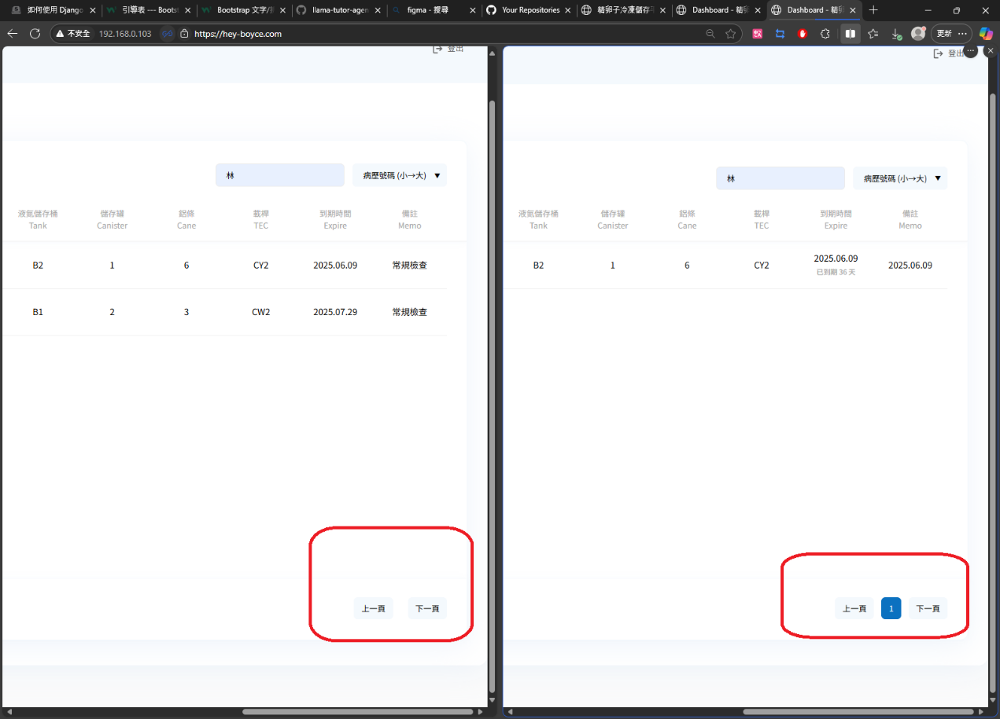 如何使用 Django
引導表 --- Bootst
Bootstrap 文字/
llama-tutor-agen
figma - 搜尋
Your Repositories
豬卵子冷凍儲存
Dashboard - 豬卵
Dashboard - 豬卵
不安全
192.168.0.103
https://hey-boyce.com
更新
登出
林
病歷號碼 (小→大) ▼
液氮儲存桶 儲存罐 鋁條 載桿 到期時間 備註
Tank Canister Cane TEC Expire Memo
B2 1 6 CY2 2025.06.09 常規檢查
B1 2 3 CW2 2025.07.29 常規檢查
上一頁 下一頁
登出
林
病歷號碼 (小→大) ▼
液氮儲存桶 儲存罐 鋁條 載桿 到期時間 備註
Tank Canister Cane TEC Expire Memo
B2 1 6 CY2 2025.06.09 2025.06.09
已到期 36 天
上一頁 1 下一頁